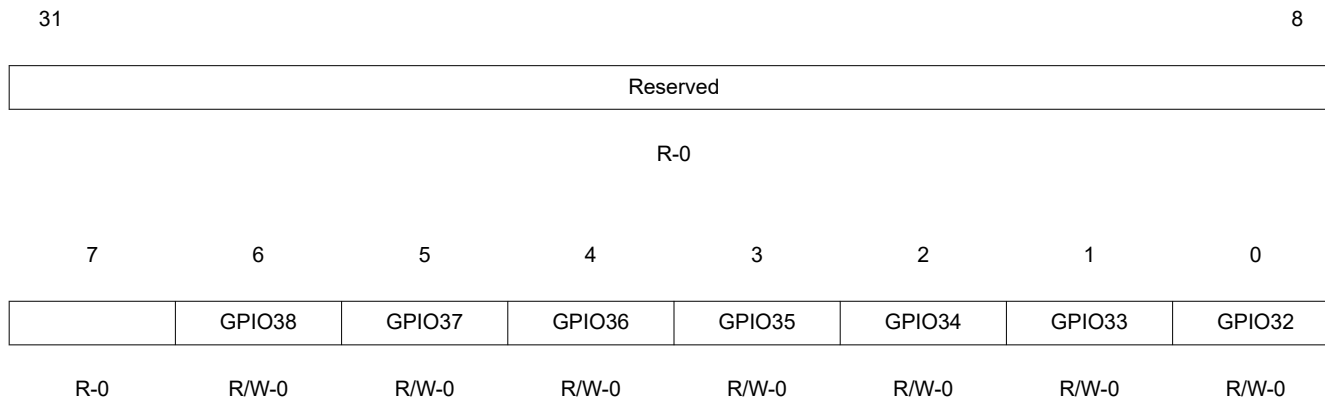 31 8
Reserved
R-0
7 6 5 4 3 2 1 0
GPIO38 GPIO37 GPIO36 GPIO35 GPIO34 GPIO33 GPIO32
R-0 R/W-0 R/W-0 R/W-0 R/W-0 R/W-0 R/W-0 R/W-0